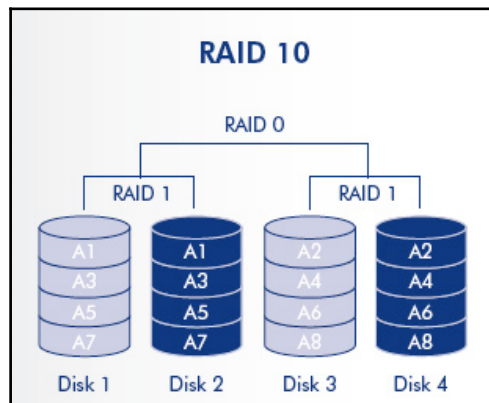 RAID 10
RAID 0
RAID 1 RAID 1
A1 A1 A2 A2
A3 A3 A4 A4
A5 A5 A6 A6
A7 A7 A8 A8
Disk 1 Disk 2 Disk 3 Disk 4